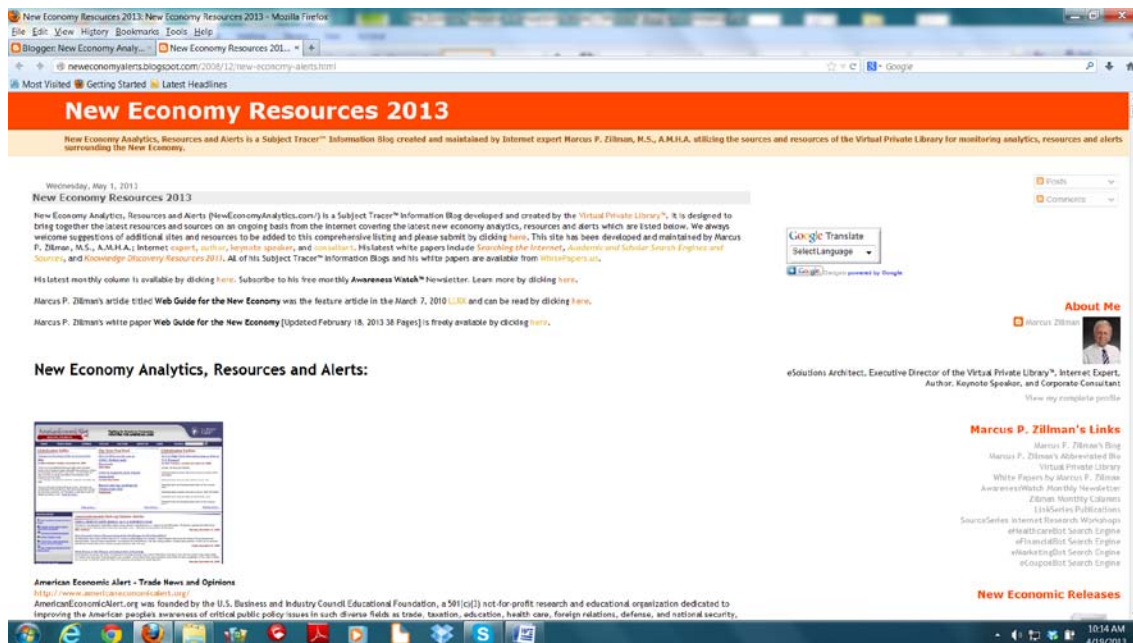 New Economy Resources 2013: New Economy Resources 2013 - Mozilla Firefox
File Edit View History Bookmarks Tools Help
Blogger: New Economy Analy...
New Economy Resources 201...
neweconomyalerts.blogspot.com/2008/12/new-economy-alerts.html
Google
Most Visited Getting Started Latest Headlines
New Economy Resources 2013
New Economy Analytics, Resources and Alerts is a Subject Tracer™ Information Blog created and maintained by Internet expert Marcus P. Zillman, M.S., A.M.H.A. utilizing the sources and resources of the Virtual Private Library for monitoring analytics, resources and alerts
surrounding the New Economy.
Wednesday, May 1, 2013
New Economy Resources 2013
New Economy Analytics, Resources and Alerts (NewEconomyAnalytics.com/) is a Subject Tracer™ Information Blog developed and created by the Virtual Private Library™. It is designed to
bring together the latest resources and sources on an ongoing basis from the Internet covering the latest new economy analytics, resources and alerts which are listed below. We always
welcome suggestions of additional sites and resources to be added to this comprehensive listing and please submit by clicking here. This site has been developed and maintained by Marcus
P. Zillman, M.S., A.M.H.A.; Internet expert, author, keynote speaker, and consultant. His latest white papers include Searching the Internet, Academic and Scholar Search Engines and
Sources, and Knowledge Discovery Resources 2013. All of his Subject Tracer™ Information Blogs and his white papers are available from WhitePapers.us.
His latest monthly column is available by clicking here. Subscribe to his free monthly Awareness Watch™ Newsletter. Learn more by clicking here.
Marcus P. Zillman's article titled Web Guide for the New Economy was the feature article in the March 7, 2010 LLRX and can be read by clicking here.
Marcus P. Zillman's white paper Web Guide for the New Economy [Updated February 18, 2013 38 Pages] is freely available by clicking here.
New Economy Analytics, Resources and Alerts:
American Economic Alert - Trade News and Opinions
http://www.americaneconomicalert.org/
AmericanEconomicAlert.org was founded by the U.S. Business and Industry Council Educational Foundation, a 501(c)(3) not-for-profit research and educational organization dedicated to
improving the American people's awareness of critical public policy issues in such diverse fields as trade, taxation, education, health care, foreign relations, defense, and national security,
Posts
Comments
Google Translate
Select Language
Google Designs powered by Google
About Me
Marcus Zillman
eSolutions Architect, Executive Director of the Virtual Private Library™, Internet Expert,
Author, Keynote Speaker, and Corporate Consultant
View my complete profile
Marcus P. Zillman's Links
Marcus P. Zillman's Blog
Marcus P. Zillman's Abbreviated Bio
Virtual Private Library
White Papers by Marcus P. Zillman
AwarenessWatch Monthly Newsletter
Zillman Monthly Columns
LinkSeries Publications
SourceSeries Internet Research Workshops
eHealthcareBot Search Engine
eFinancialBot Search Engine
eMarketingBot Search Engine
eCouponBot Search Engine
New Economic Releases
10:14 AM
4/19/2013